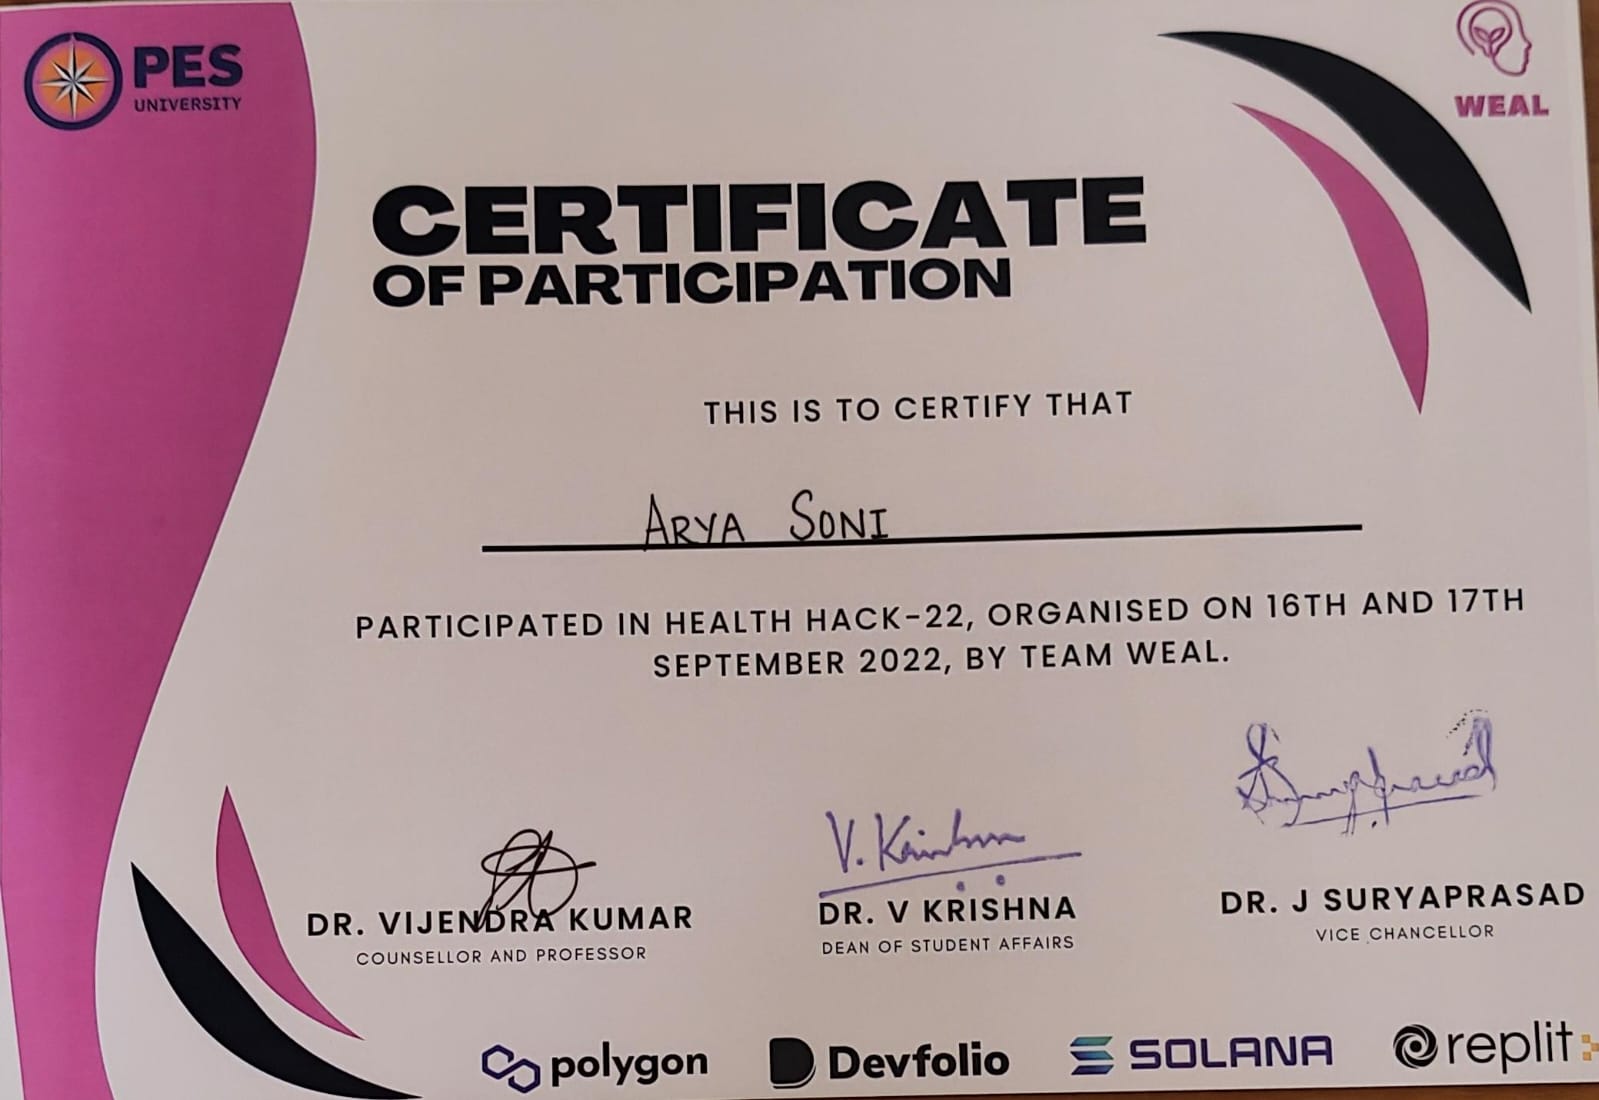 PES
UNIVERSITY
WEAL
CERTIFICATE
OF PARTICIPATION
THIS IS TO CERTIFY THAT
ARYA SONI
PARTICIPATED IN HEALTH HACK-22, ORGANISED ON 16TH AND 17TH
SEPTEMBER 2022, BY TEAM WEAL.
V. Krishna
DR. VIJENDRA KUMAR
COUNSELLOR AND PROFESSOR
DR. V KRISHNA
DEAN OF STUDENT AFFAIRS
DR. J SURYAPRASAD
VICE CHANCELLOR
polygon
Devfolio
SOLANA
replit